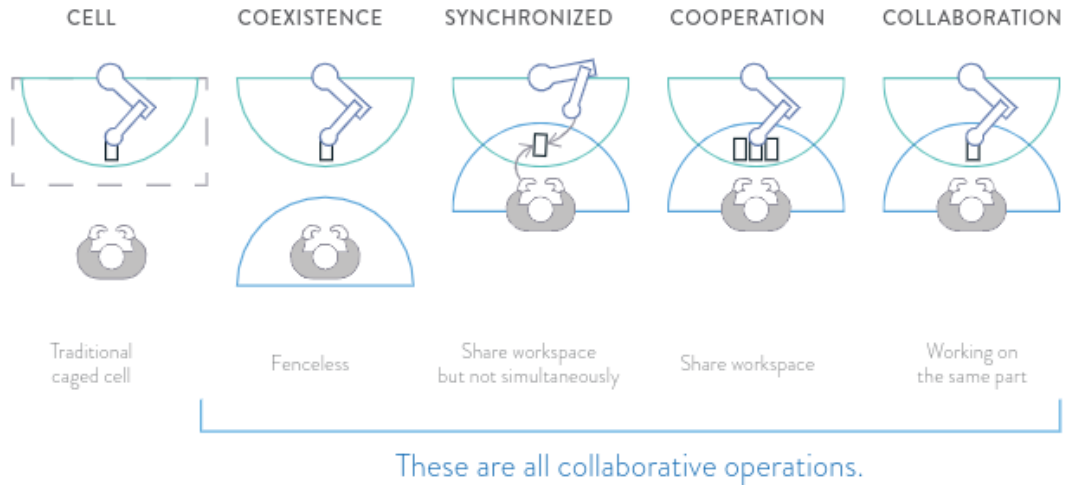 CELL
COEXISTENCE
SYNCHRONIZED
COOPERATION
COLLABORATION
Traditional
caged cell
Fenceless
Share workspace
but not simultaneously
Share workspace
Working on
the same part
These are all collaborative operations.